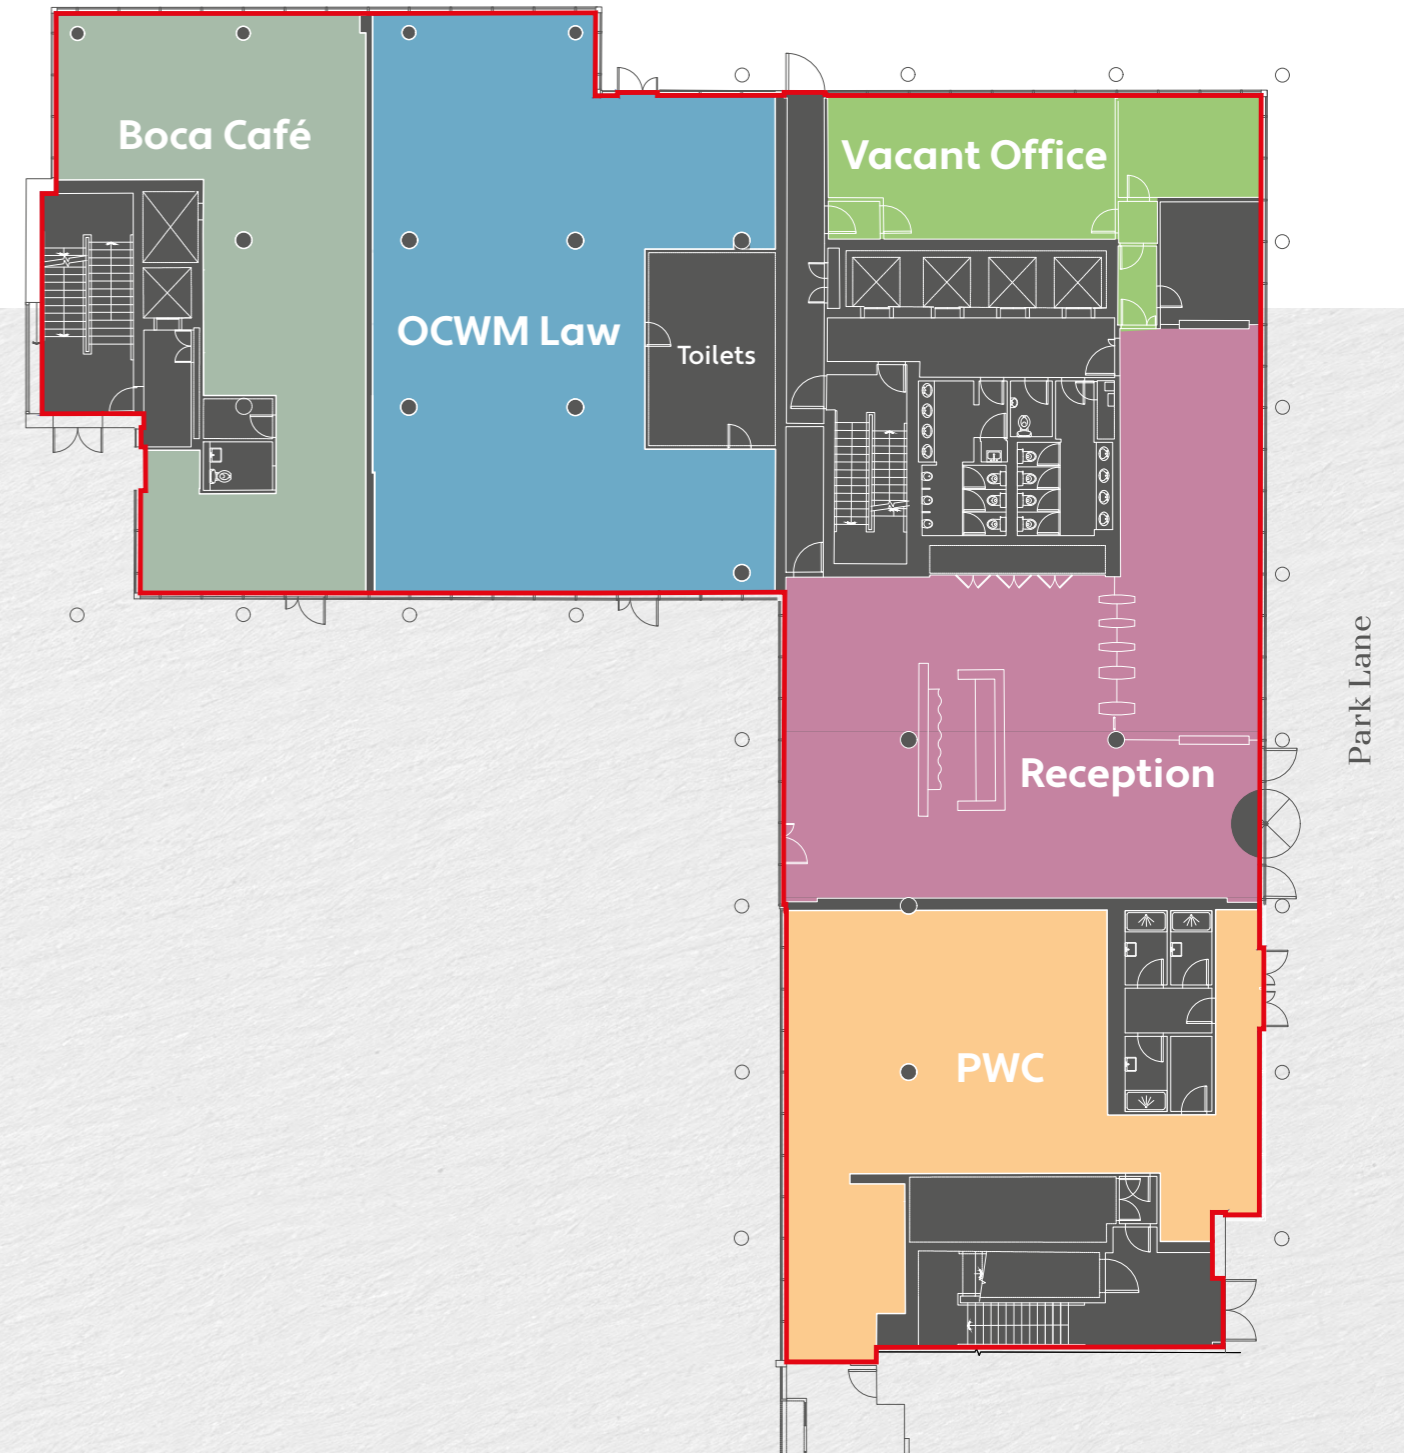 Boca Café
Vacant Office
OCWM Law
Toilets
Park Lane
Reception
PWC